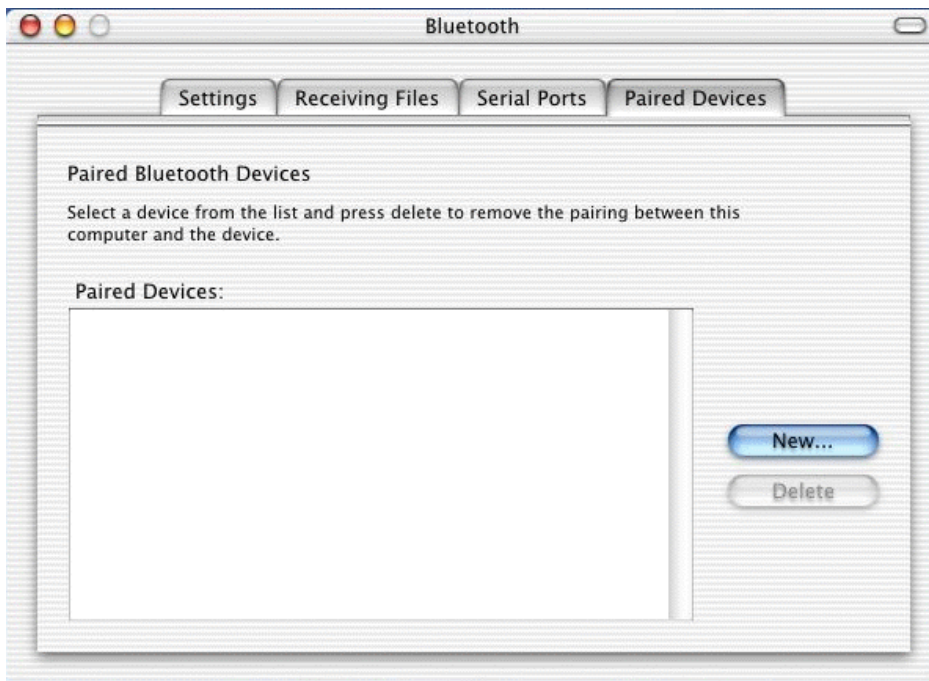 Bluetooth
Settings
Receiving Files
Serial Ports
Paired Devices
Paired Bluetooth Devices
Select a device from the list and press delete to remove the pairing between this
computer and the device.
Paired Devices:
New...
Delete